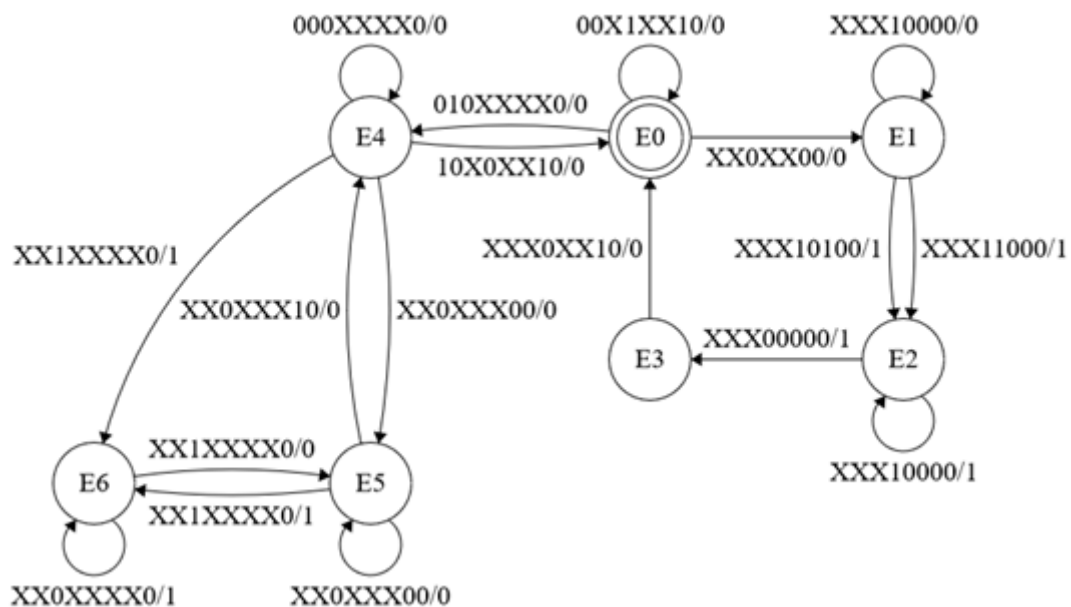 000XXXX0/0
00X1XX10/0
XXX10000/0
010XXXX0/0
E4
E0
E1
10X0XX10/0
XX0XX00/0
XX1XXXX0/1
XXX0XX10/0
XXX10100/1
XXX11000/1
XX0XXX10/0
XX0XXX00/0
XXX00000/1
E3
E2
XX1XXXX0/0
XXX10000/1
E6
E5
XX1XXXX0/1
XX0XXXX0/1
XX0XXX00/0